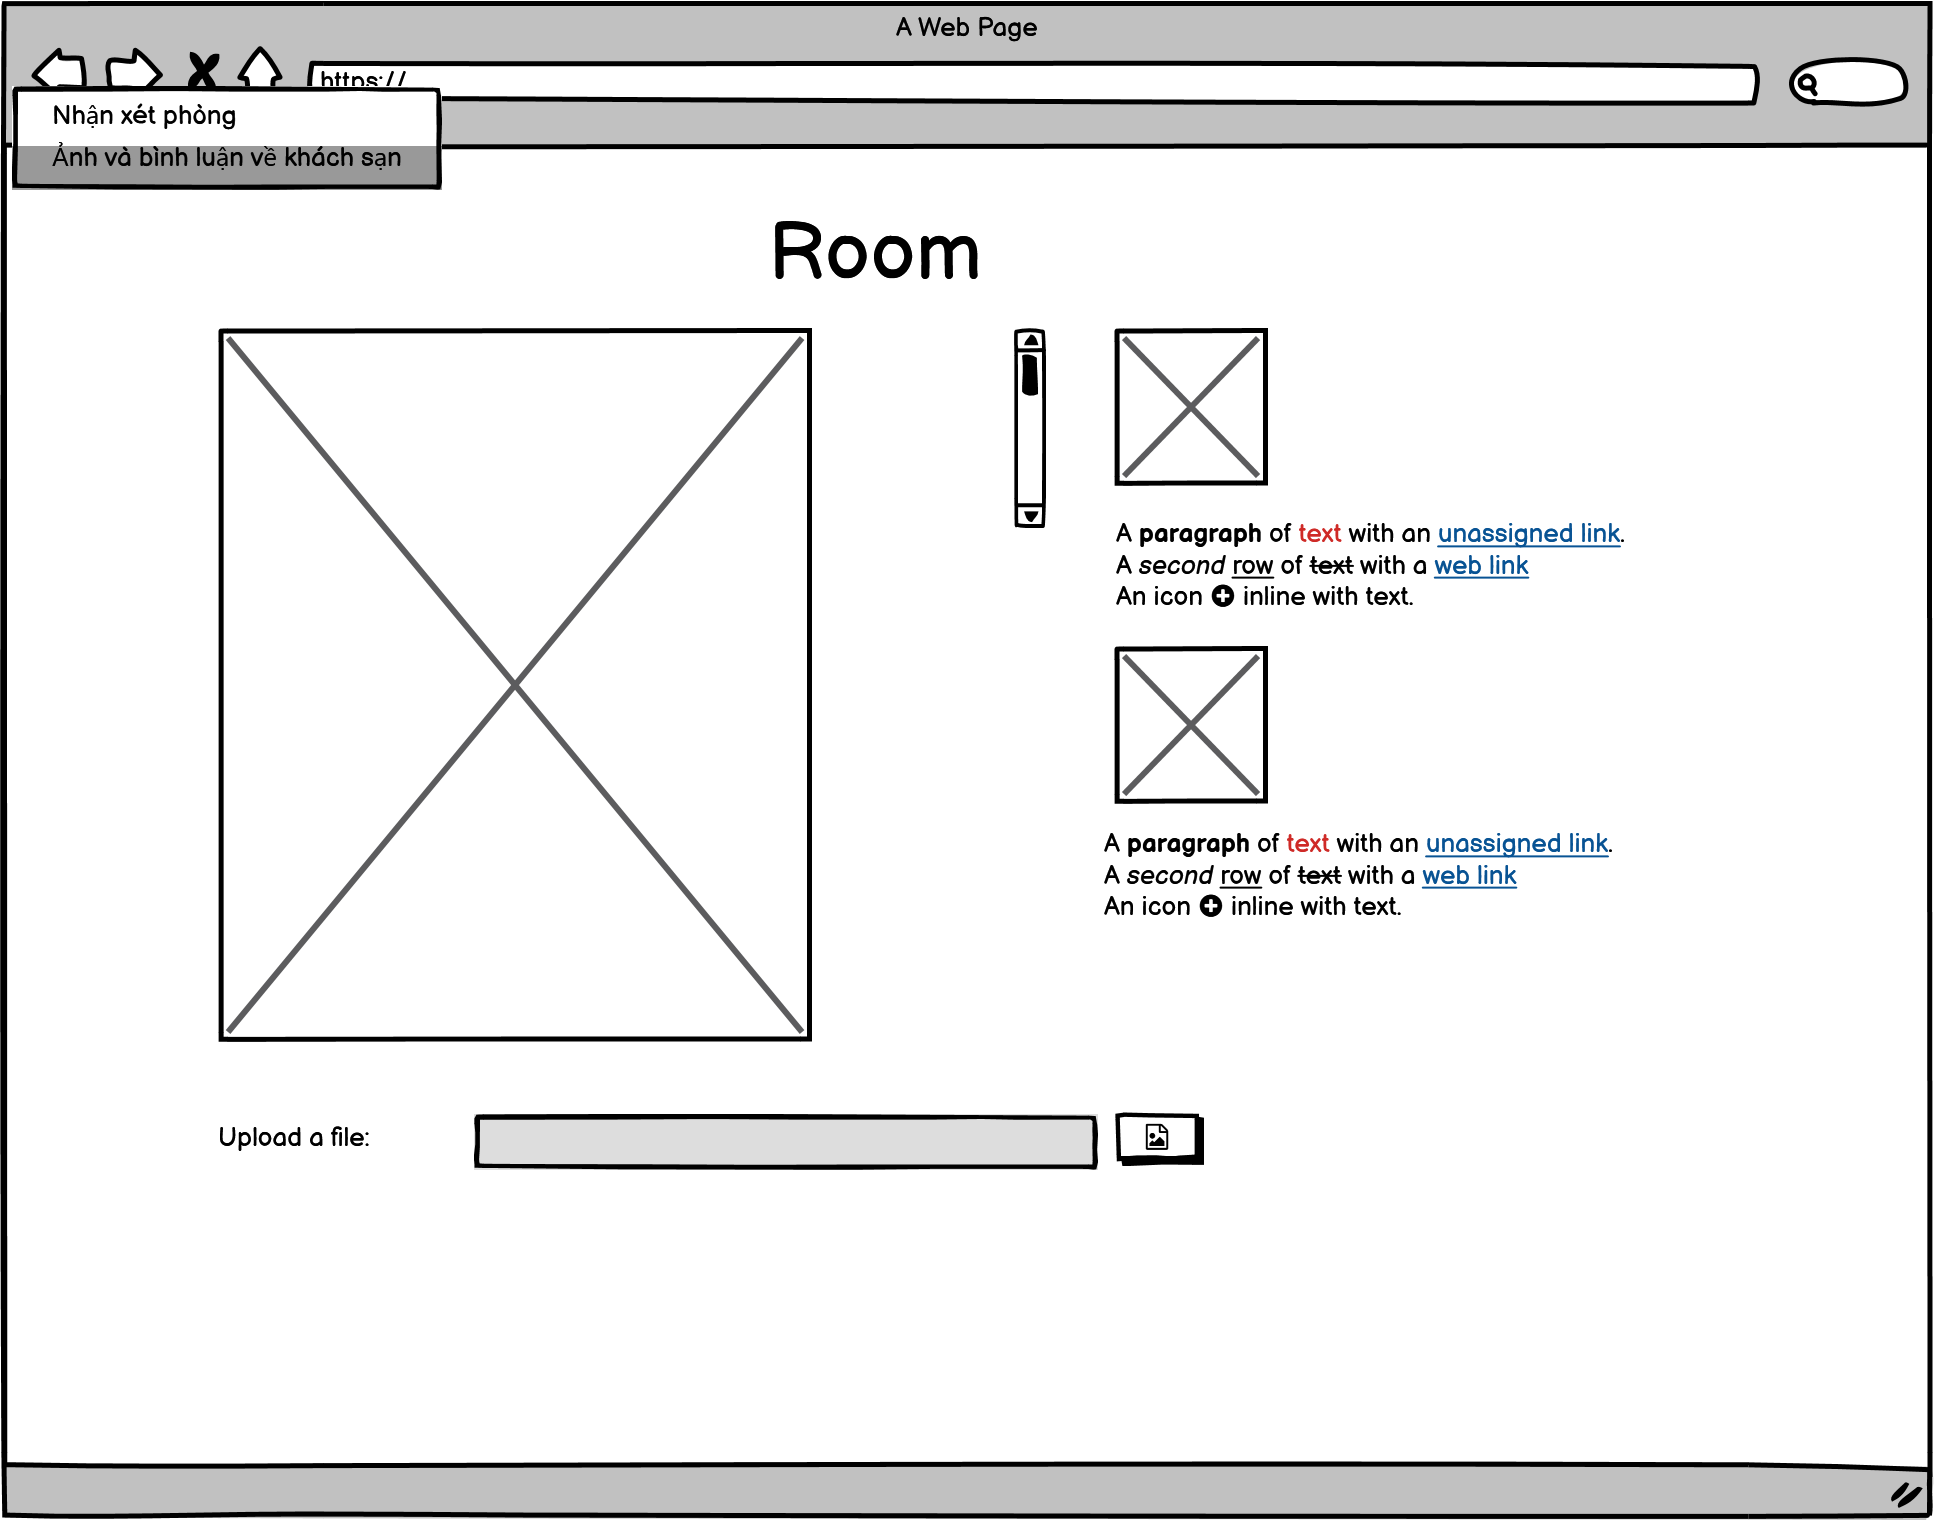 A Web Page
https://
Nhận xét phòng
Ảnh và bình luận về khách sạn
Room
A paragraph of text with an unassigned link.
A second row of text with a web link
An icon inline with text.
A paragraph of text with an unassigned link.
A second row of text with a web link
An icon inline with text.
Upload a file: